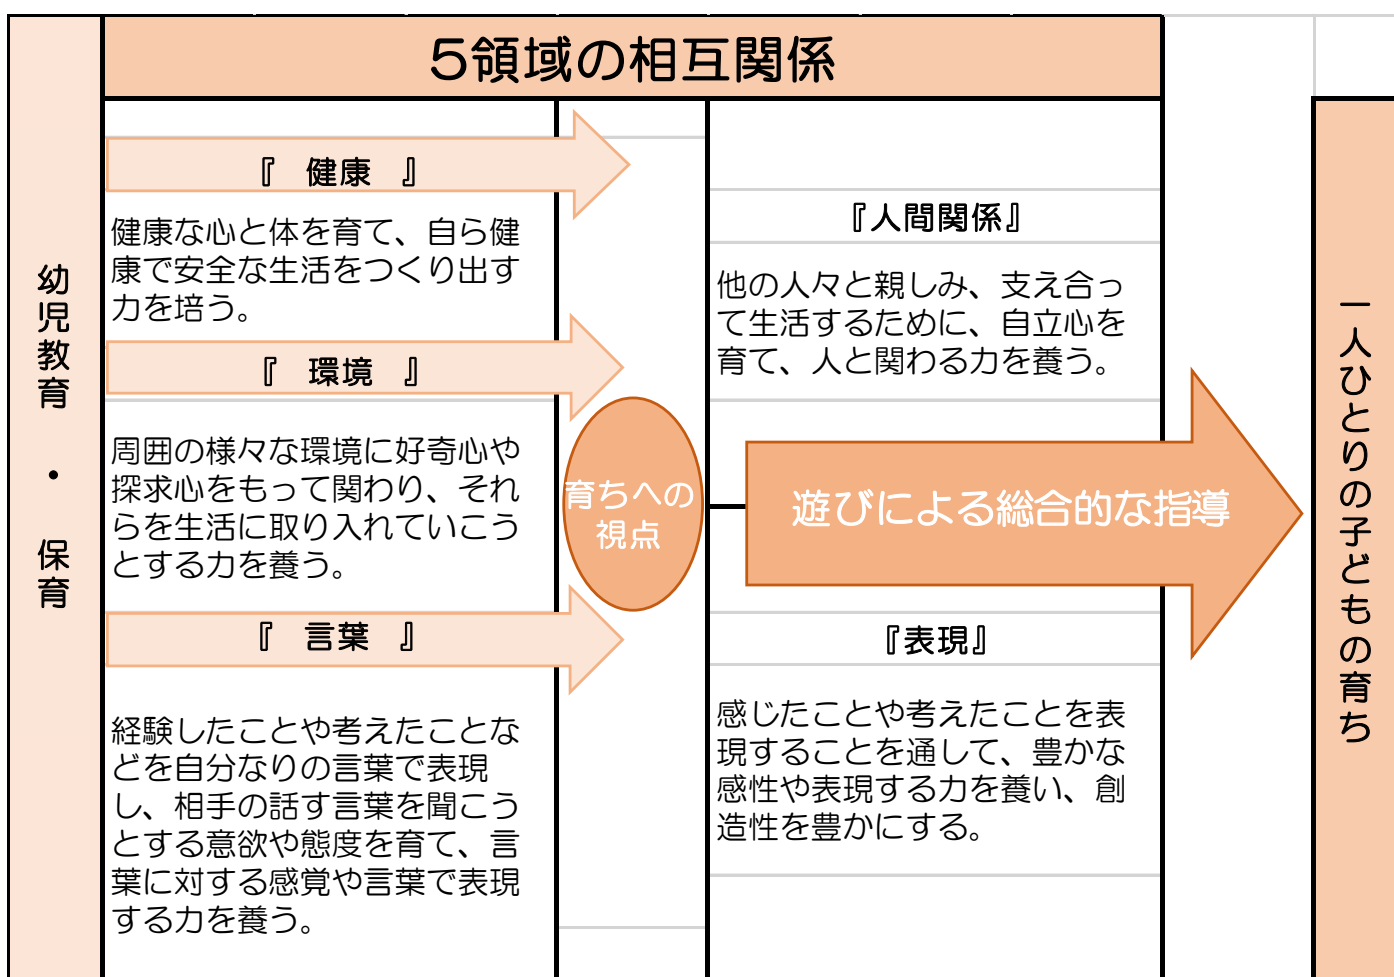 5領域の相互関係
幼児教育・保育
『　健康　』
健康な心と体を育て、自ら健
康で安全な生活をつくり出す
力を培う。
『　環境　』
周囲の様々な環境に好奇心や
探求心をもって関わり、それ
らを生活に取り入れていこう
とする力を養う。
『　言葉　』
経験したことや考えたことな
どを自分なりの言葉で表現
し、相手の話す言葉を聞こう
とする意欲や態度を育て、言
葉に対する感覚や言葉で表現
する力を養う。
育ちへの
視点
『人間関係』
他の人々と親しみ、支え合っ
て生活するために、自立心を
育て、人と関わる力を養う。
遊びによる総合的な指導
『表現』
感じたことや考えたことを表
現することを通して、豊かな
感性や表現する力を養い、創
造性を豊かにする。
一人ひとりの子どもの育ち